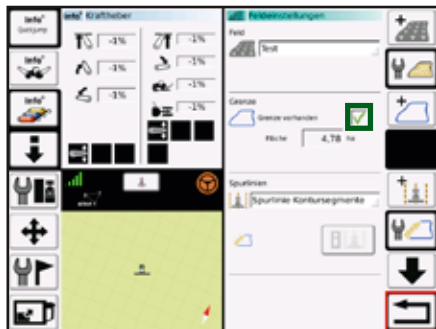 info
Quickjump
info
info
info Kraftheber
-1%
-1%
-1%
-1%
-1%
-1%
-1%
Feldeinstellungen
Feld
Test
Grenze
Grenze vorhanden
Fläche
4,78
ha
Spurlinien
Spurlinie Kontursegmente